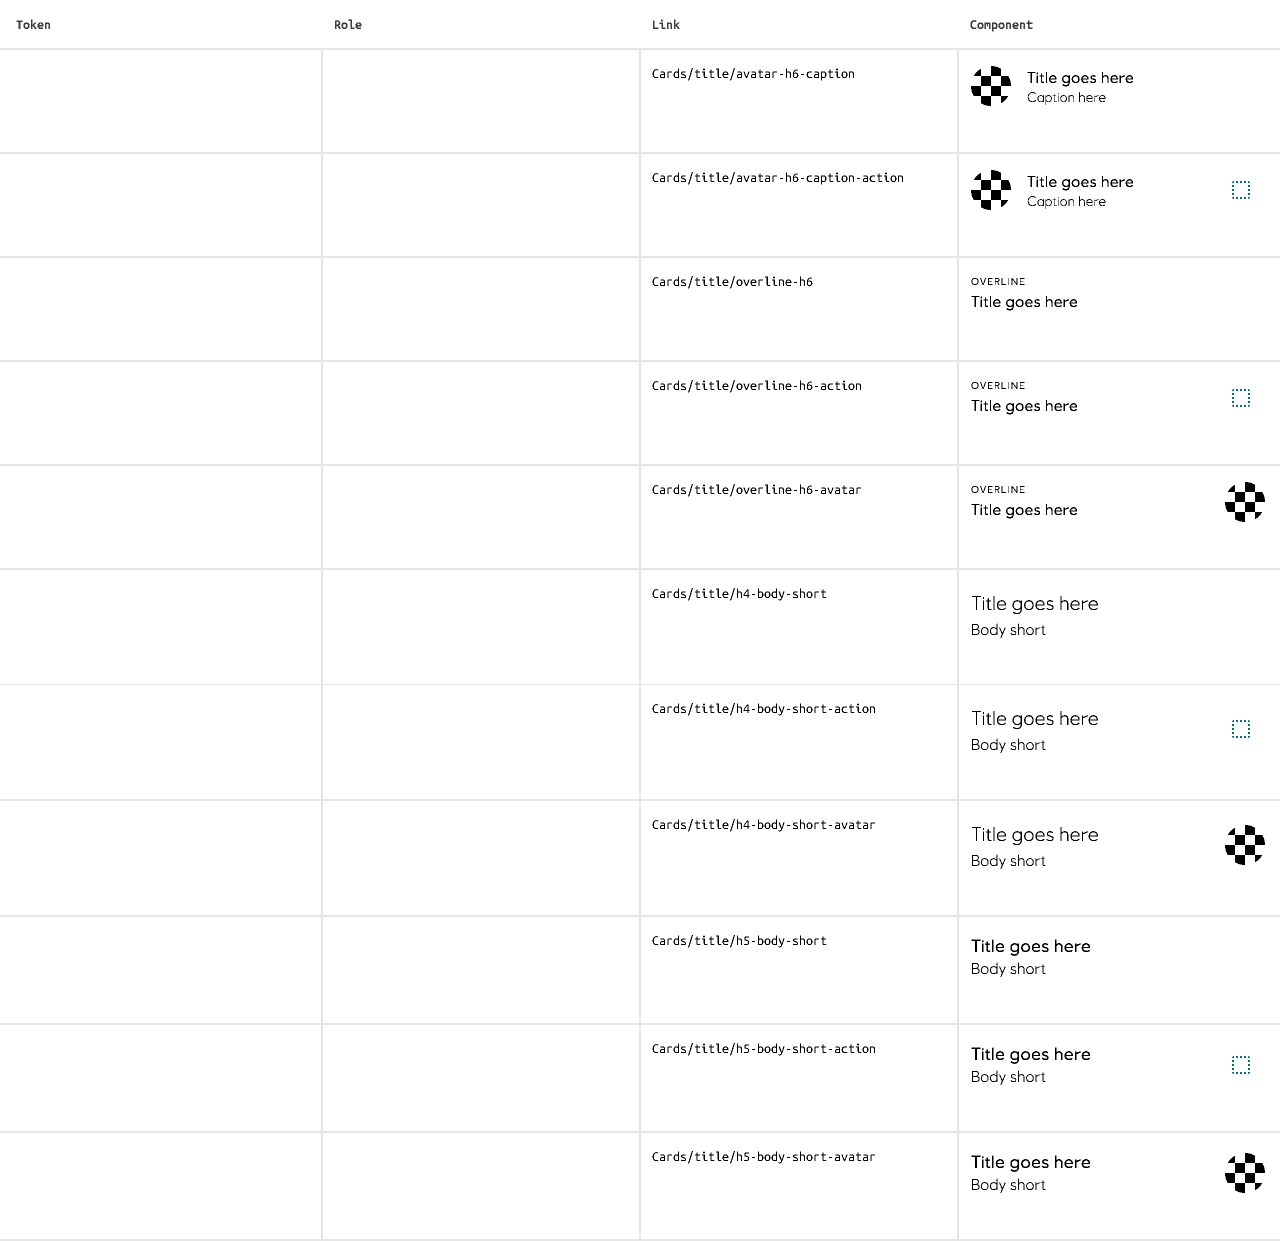 Token Role Link Component
Cards/title/avatar-h6-caption
Title goes here
Caption here
Cards/title/avatar-h6-caption-action
Title goes here
Caption here
Cards/title/overline-h6
OVERLINE
Title goes here
Cards/title/overline-h6-action
OVERLINE
Title goes here
Cards/title/overline-h6-avatar
OVERLINE
Title goes here
Cards/title/h4-body-short
Title goes here
Body short
Cards/title/h4-body-short-action
Title goes here
Body short
Cards/title/h4-body-short-avatar
Title goes here
Body short
Cards/title/h5-body-short
Title goes here
Body short
Cards/title/h5-body-short-action
Title goes here
Body short
Cards/title/h5-body-short-avatar
Title goes here
Body short